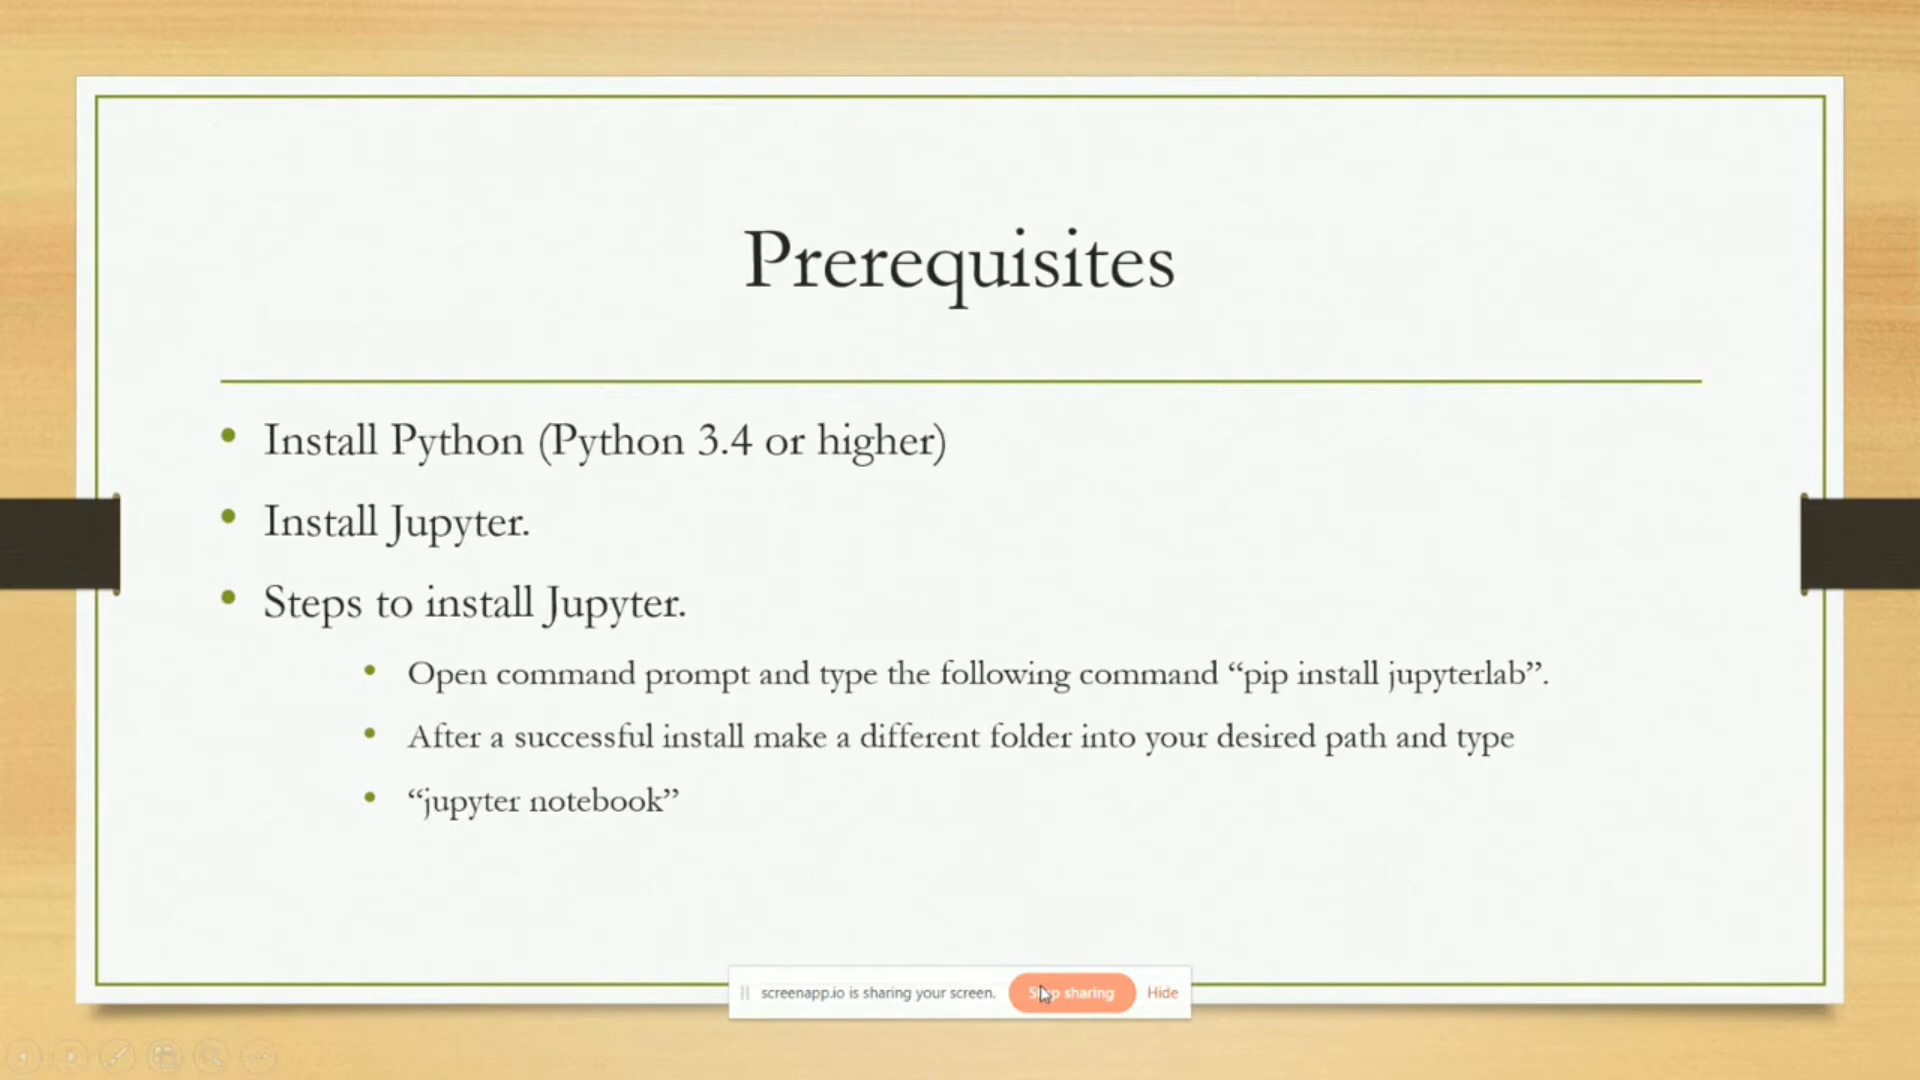 Prerequisites
• Install Python (Python 3.4 or higher)
• Install Jupyter.
• Steps to install Jupyter.
• Open command prompt and type the following command “pip install jupyterlab”.
• After a successful install make a different folder into your desired path and type
• “jupyter notebook”
screenapp.io is sharing your screen. Stop sharing Hide